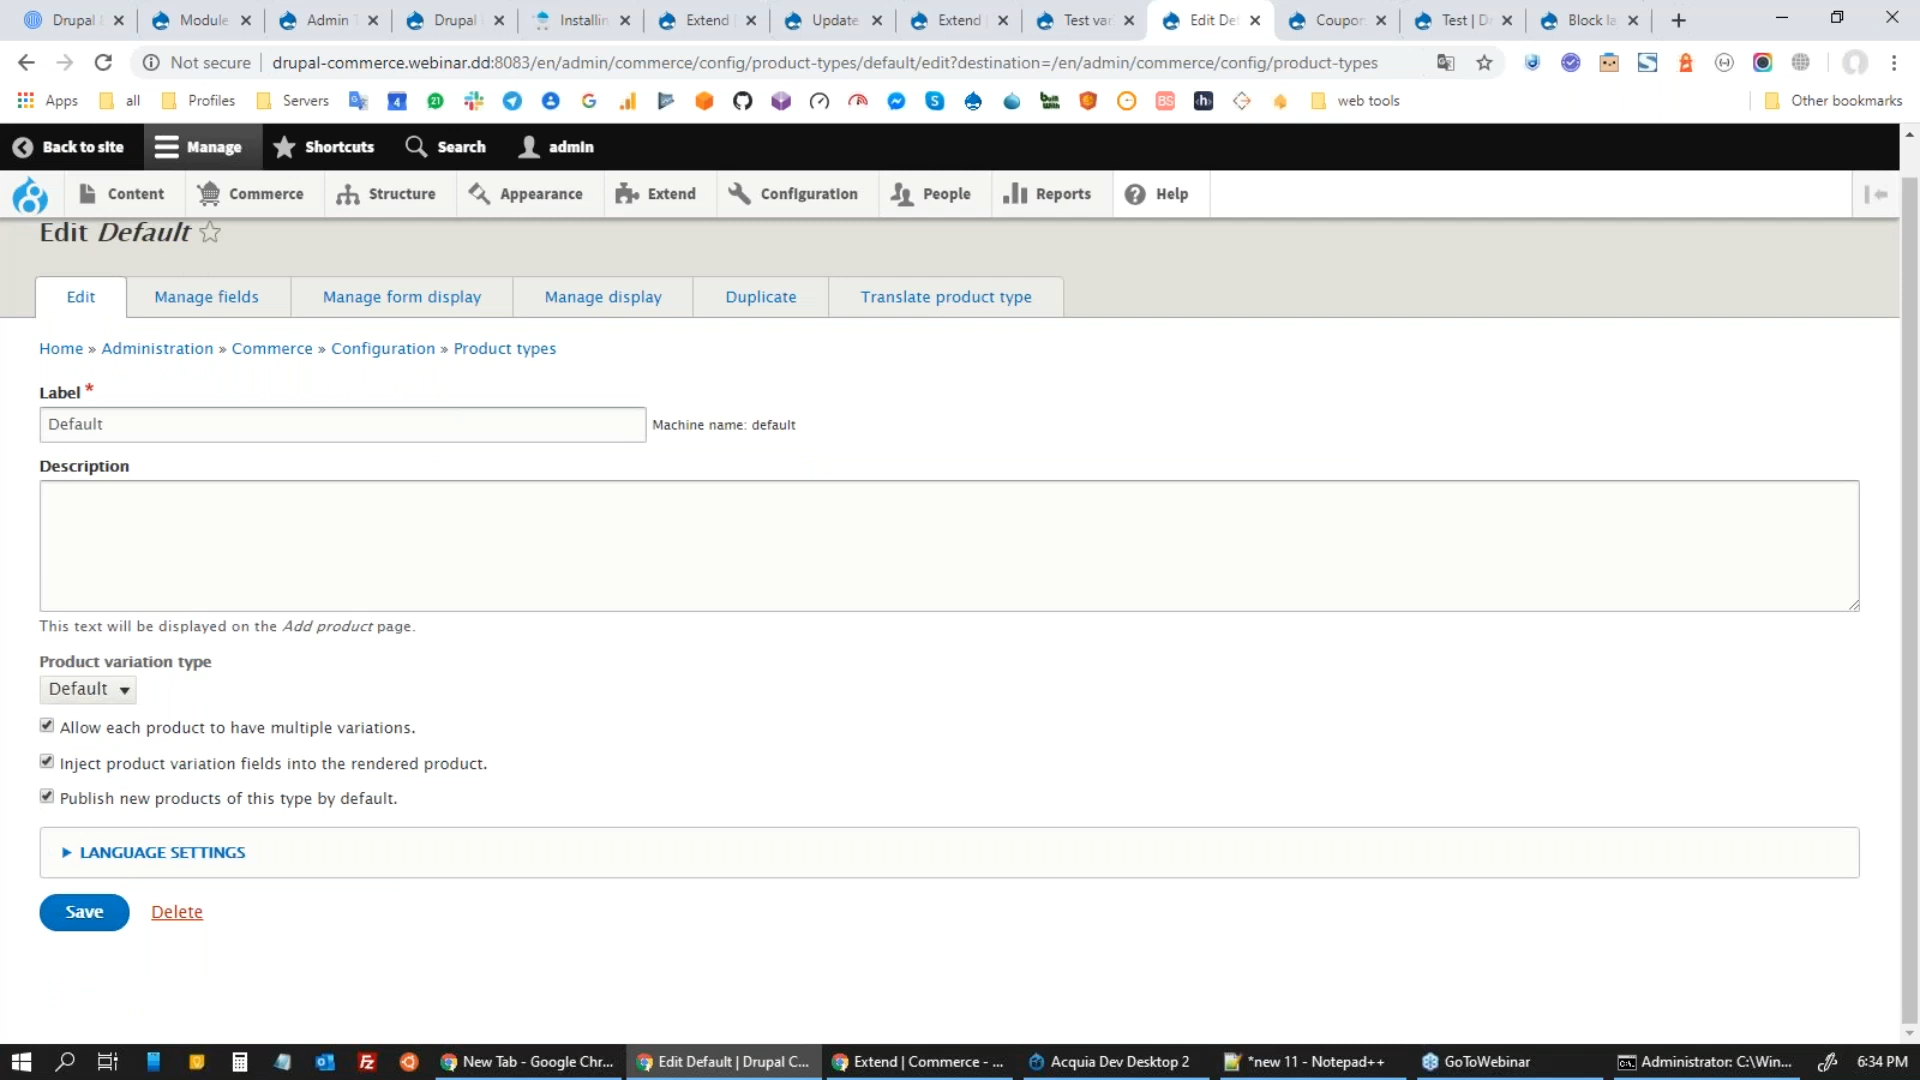 Drupal
Module
Admin T
Drupal
Installin
Extend
Update
Extend
Test var
Edit De
Coupon
Test | D
Block la
Not secure
drupal-commerce.webinar.dd:8083/en/admin/commerce/config/product-types/default/edit?destination=/en/admin/commerce/config/product-types
Apps
all
Profiles
Servers
web tools
Other bookmarks
Back to site
Manage
Shortcuts
Search
admin
Content
Commerce
Structure
Appearance
Extend
Configuration
People
Reports
Help
Edit Default
Edit
Manage fields
Manage form display
Manage display
Duplicate
Translate product type
Home » Administration » Commerce » Configuration » Product types
Label *
Default
Machine name: default
Description
This text will be displayed on the Add product page.
Product variation type
Default
Allow each product to have multiple variations.
Inject product variation fields into the rendered product.
Publish new products of this type by default.
LANGUAGE SETTINGS
Save
Delete
New Tab - Google Chr...
Edit Default | Drupal C...
Extend | Commerce - ...
Acquia Dev Desktop 2
*new 11 - Notepad++
GoToWebinar
Administrator: C:\Win...
6:34 PM